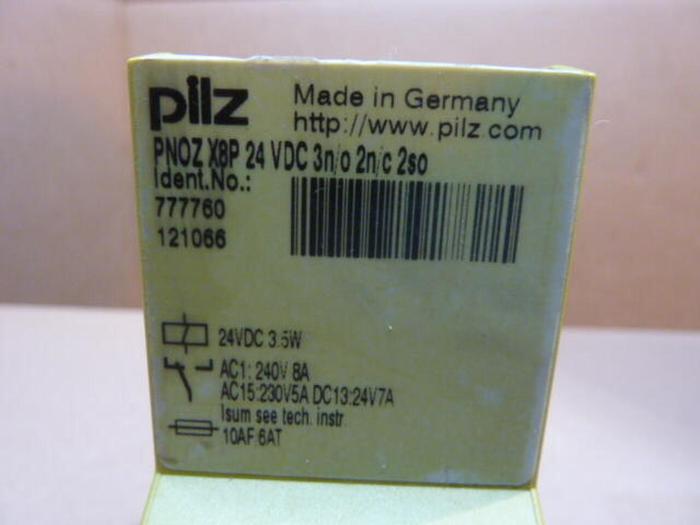 pilz
Made in Germany
http://www.pilz.com
PNOZ X8P 24 VDC 3n/o 2n/c 2so
Ident.No.:
777760
121066
24VDC 3.5W
AC1: 240V 8A
AC15:230V5A DC13:24V7A
Isum see tech. instr.
10AF 6AT